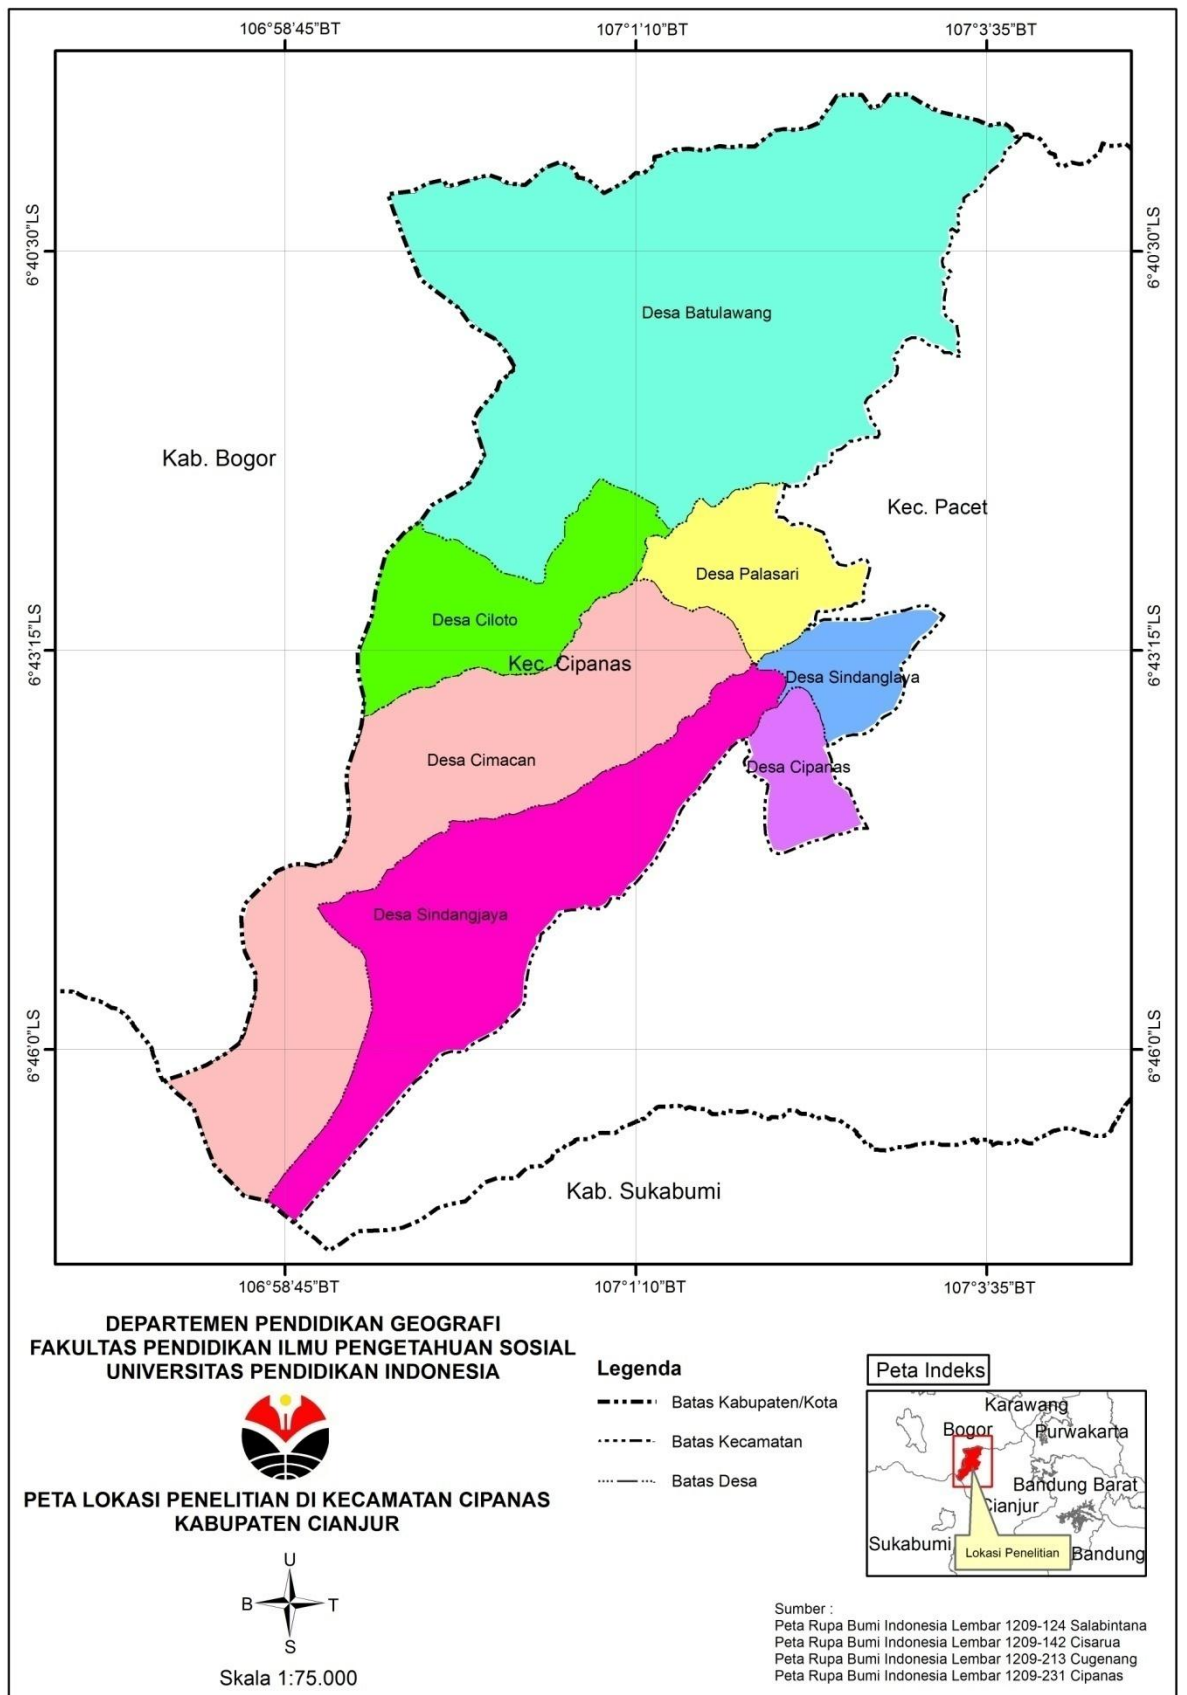 106°58'45"BT
107°1'10"BT
107°3'35"BT
6°40'30"LS
6°40'30"LS
Desa Batulawang
Kab. Bogor
Kec. Pacet
Desa Palasari
Desa Ciloto
6°43'15"LS
6°43'15"LS
Kec. Cipanas
Desa Sindanglaya
Desa Cimacan
Desa Cipanas
Desa Sindangjaya
6°46'0"LS
6°46'0"LS
Kab. Sukabumi
106°58'45"BT
107°1'10"BT
107°3'35"BT
DEPARTEMEN PENDIDIKAN GEOGRAFI
FAKULTAS PENDIDIKAN ILMU PENGETAHUAN SOSIAL
UNIVERSITAS PENDIDIKAN INDONESIA
PETA LOKASI PENELITIAN DI KECAMATAN CIPANAS
KABUPATEN CIANJUR
U
B
T
S
Skala 1:75.000
Legenda
Batas Kabupaten/Kota
Batas Kecamatan
Batas Desa
Peta Indeks
Karawang
Bogor
Purwakarta
Bandung Barat
Cianjur
Sukabumi
Lokasi Penelitian
Bandung
Sumber :
Peta Rupa Bumi Indonesia Lembar 1209-124 Salabintana
Peta Rupa Bumi Indonesia Lembar 1209-142 Cisarua
Peta Rupa Bumi Indonesia Lembar 1209-213 Cugenang
Peta Rupa Bumi Indonesia Lembar 1209-231 Cipanas